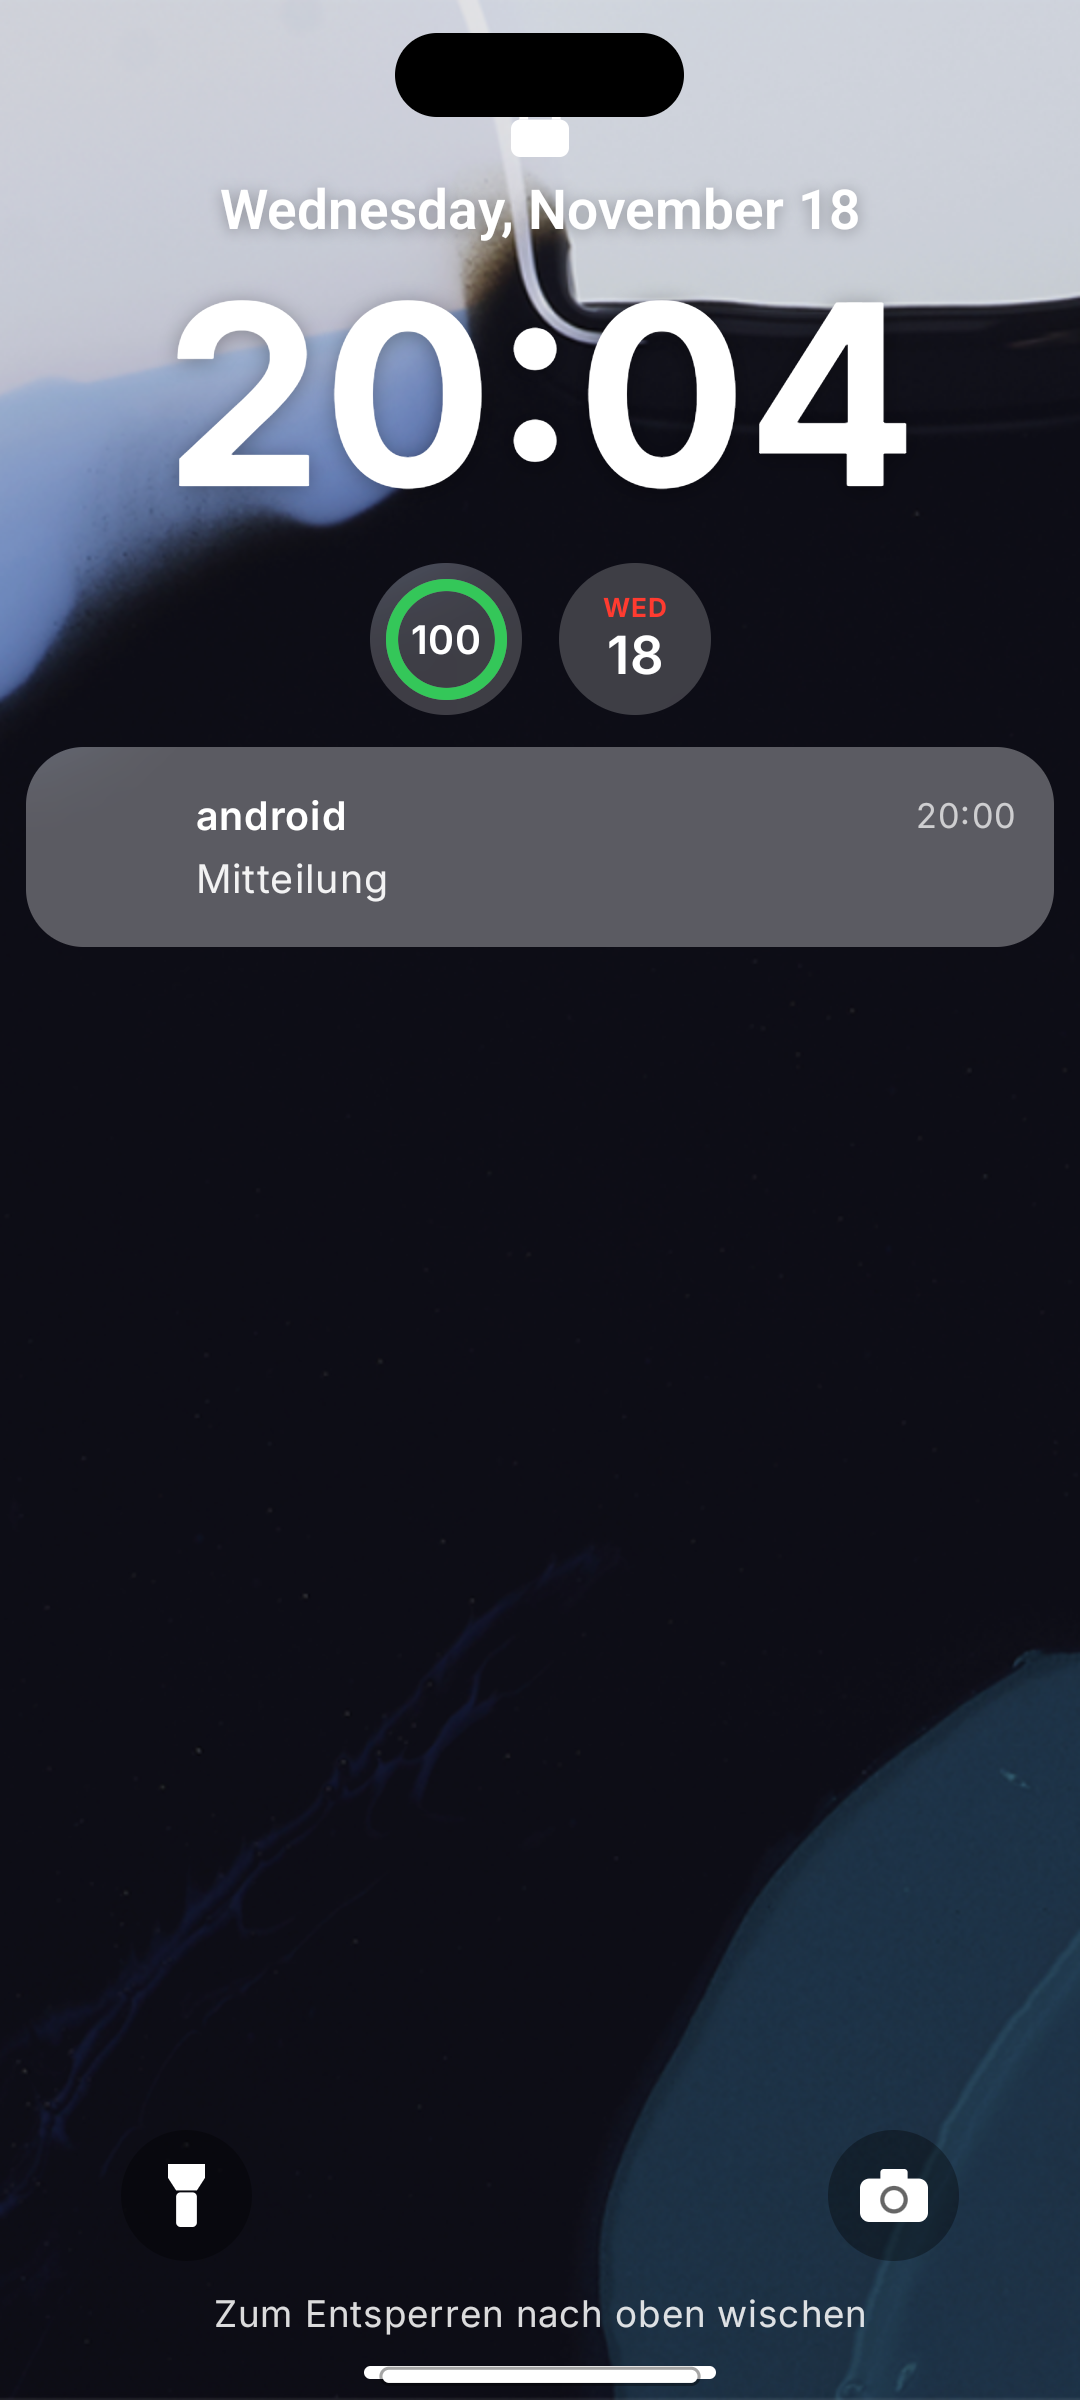 Wednesday, November 18
20:04
100
WED
18
android 20:00
Mitteilung
Zum Entsperren nach oben wischen